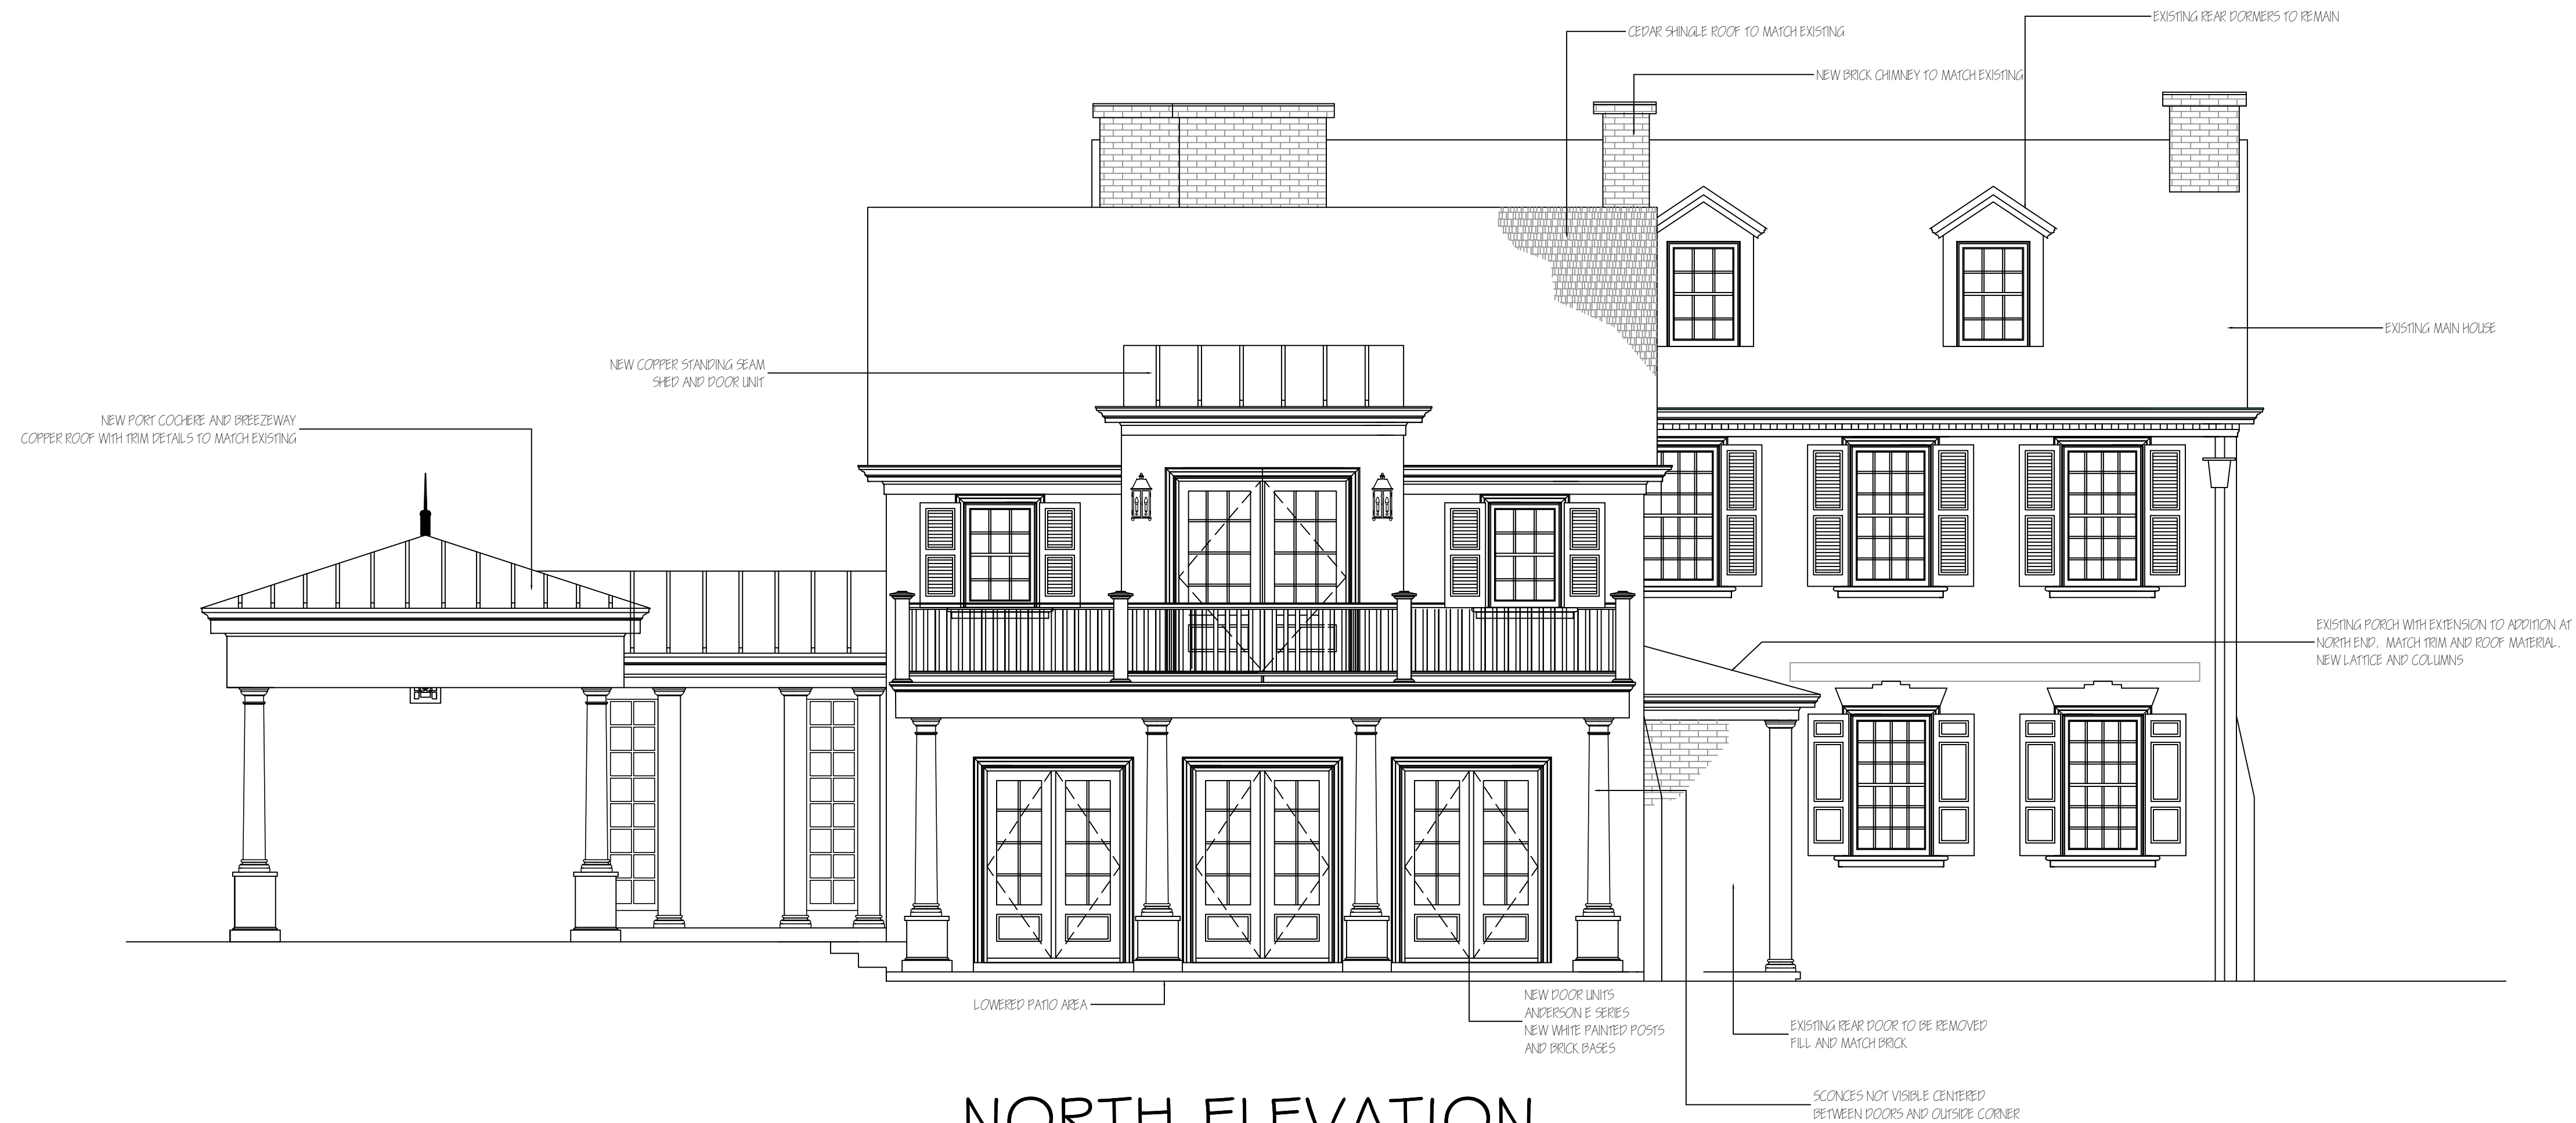 EXISTING REAR DORMERS TO REMAIN
CEDAR SHINGLE ROOF TO MATCH EXISTING
NEW BRICK CHIMNEY TO MATCH EXISTING
EXISTING MAIN HOUSE
NEW COPPER STANDING SEAM
SHED AND DOOR UNIT
NEW PORT COCHERE AND BREEZEWAY
COPPER ROOF WITH TRIM DETAILS TO MATCH EXISTING
EXISTING PORCH WITH EXTENSION TO ADDITION AT
NORTH END. MATCH TRIM AND ROOF MATERIAL.
NEW LATTICE AND COLUMNS
LOWERED PATIO AREA
NEW DOOR UNITS
ANDERSON E SERIES
NEW WHITE PAINTED POSTS
AND BRICK BASES
EXISTING REAR DOOR TO BE REMOVED
FILL AND MATCH BRICK
SCONCES NOT VISIBLE CENTERED
BETWEEN DOORS AND OUTSIDE CORNER
NORTH ELEVATION